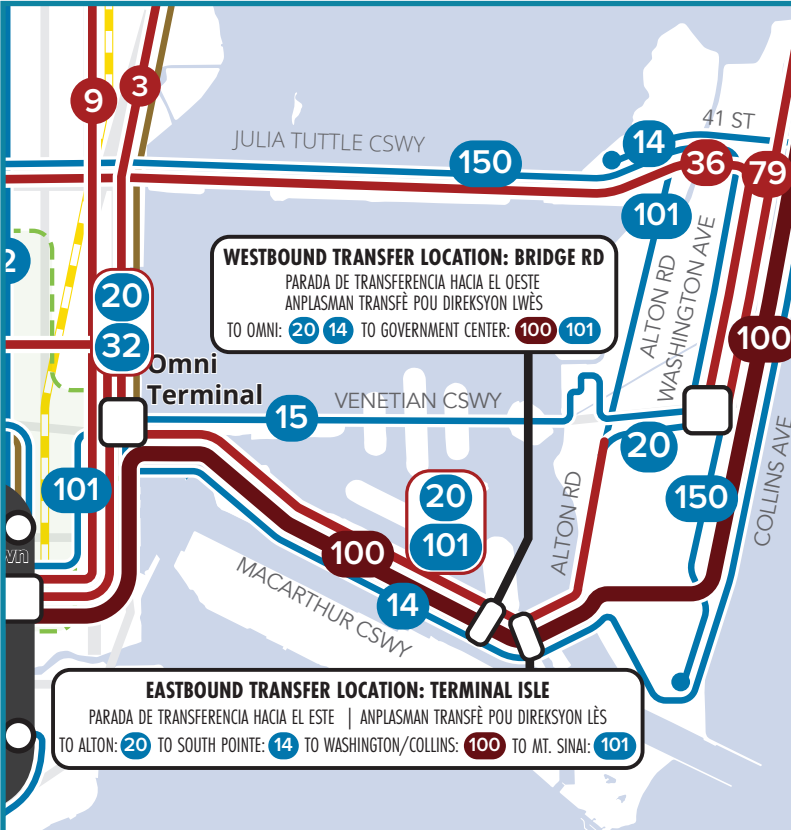 9
3
41 ST
JULIA TUTTLE CSWY
150
14
36
79
101
2
ALTON RD
WASHINGTON AVE
WESTBOUND TRANSFER LOCATION: BRIDGE RD
PARADA DE TRANSFERENCIA HACIA EL OESTE
ANPLASMAN TRANSFÈ POU DIREKSYON LWÈS
TO OMNI: 20 14 TO GOVERNMENT CENTER: 100 101
20
32
100
Omni
Terminal
15
VENETIAN CSWY
20
101
20
101
150
COLLINS AVE
ALTON RD
100
14
MACARTHUR CSWY
wn
EASTBOUND TRANSFER LOCATION: TERMINAL ISLE
PARADA DE TRANSFERENCIA HACIA EL ESTE | ANPLASMAN TRANSFÈ POU DIREKSYON LÈS
TO ALTON: 20 TO SOUTH POINTE: 14 TO WASHINGTON/COLLINS: 100 TO MT. SINAI: 101